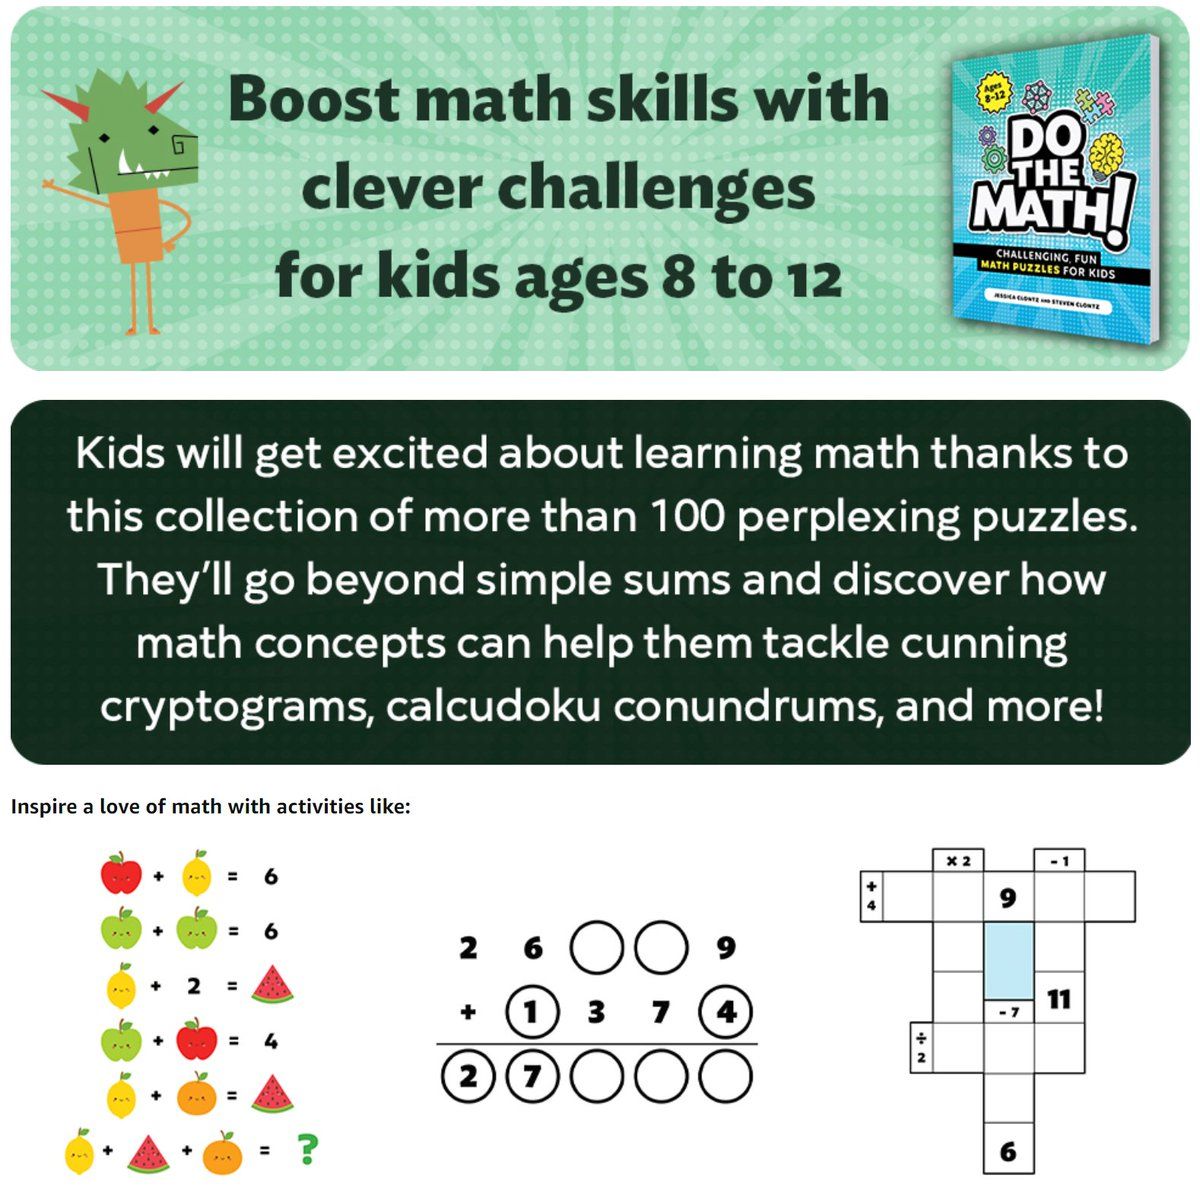 Boost math skills with
clever challenges
for kids ages 8 to 12
Ages
8-12
DO
THE
MATH!
CHALLENGING, FUN
MATH PUZZLES FOR KIDS
JESSICA CLONTZ AND STEVEN CLONTZ
Kids will get excited about learning math thanks to
this collection of more than 100 perplexing puzzles.
They'll go beyond simple sums and discover how
math concepts can help them tackle cunning
cryptograms, calcudoku conundrums, and more!
Inspire a love of math with activities like:
+ = 6
+ = 6
+ 2 =
+ = 4
+ =
+ + = ?
2 6 9
+ 1 3 7 4
2 7
x 2 - 1
+
4
9
11
- 7
÷
2
6